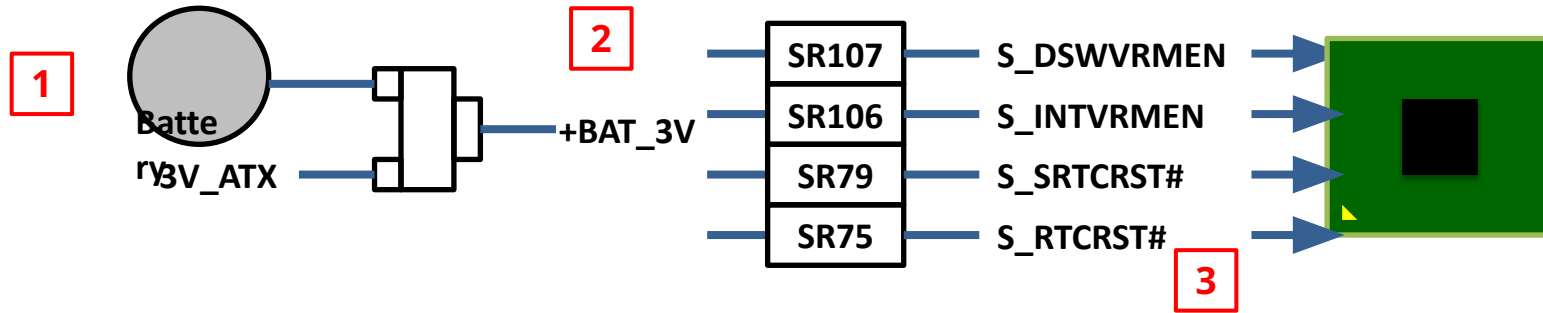 1
Batte
ry
3V_ATX
+BAT_3V
2
SR107
S_DSWVRMEN
SR106
S_INTVRMEN
SR79
S_SRTCRST#
SR75
S_RTCRST#
3